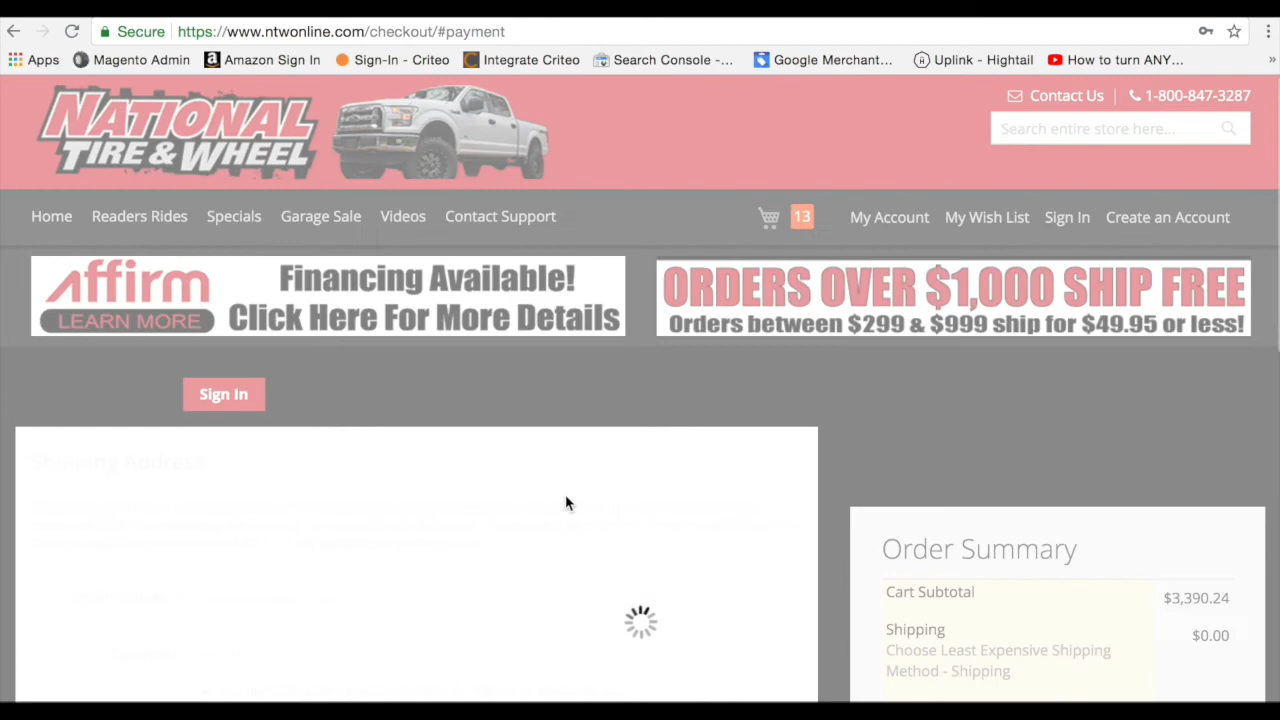 Secure https://www.ntwonline.com/checkout/#payment
Apps Magento Admin Amazon Sign In Sign-In - Criteo Integrate Criteo Search Console -... Google Merchant... Uplink - Hightail How to turn ANY... »
NATIONAL
TIRE & WHEEL
Contact Us 1-800-847-3287
Search entire store here...
Home Readers Rides Specials Garage Sale Videos Contact Support 13 My Account My Wish List Sign In Create an Account
affirm
LEARN MORE
Financing Available!
Click Here For More Details
ORDERS OVER $1,000 SHIP FREE
Orders between $299 & $999 ship for $49.95 or less!
Sign In
Shipping Address
Order Summary
Cart Subtotal $3,390.24
Shipping $0.00
Choose Least Expensive Shipping
Method - Shipping